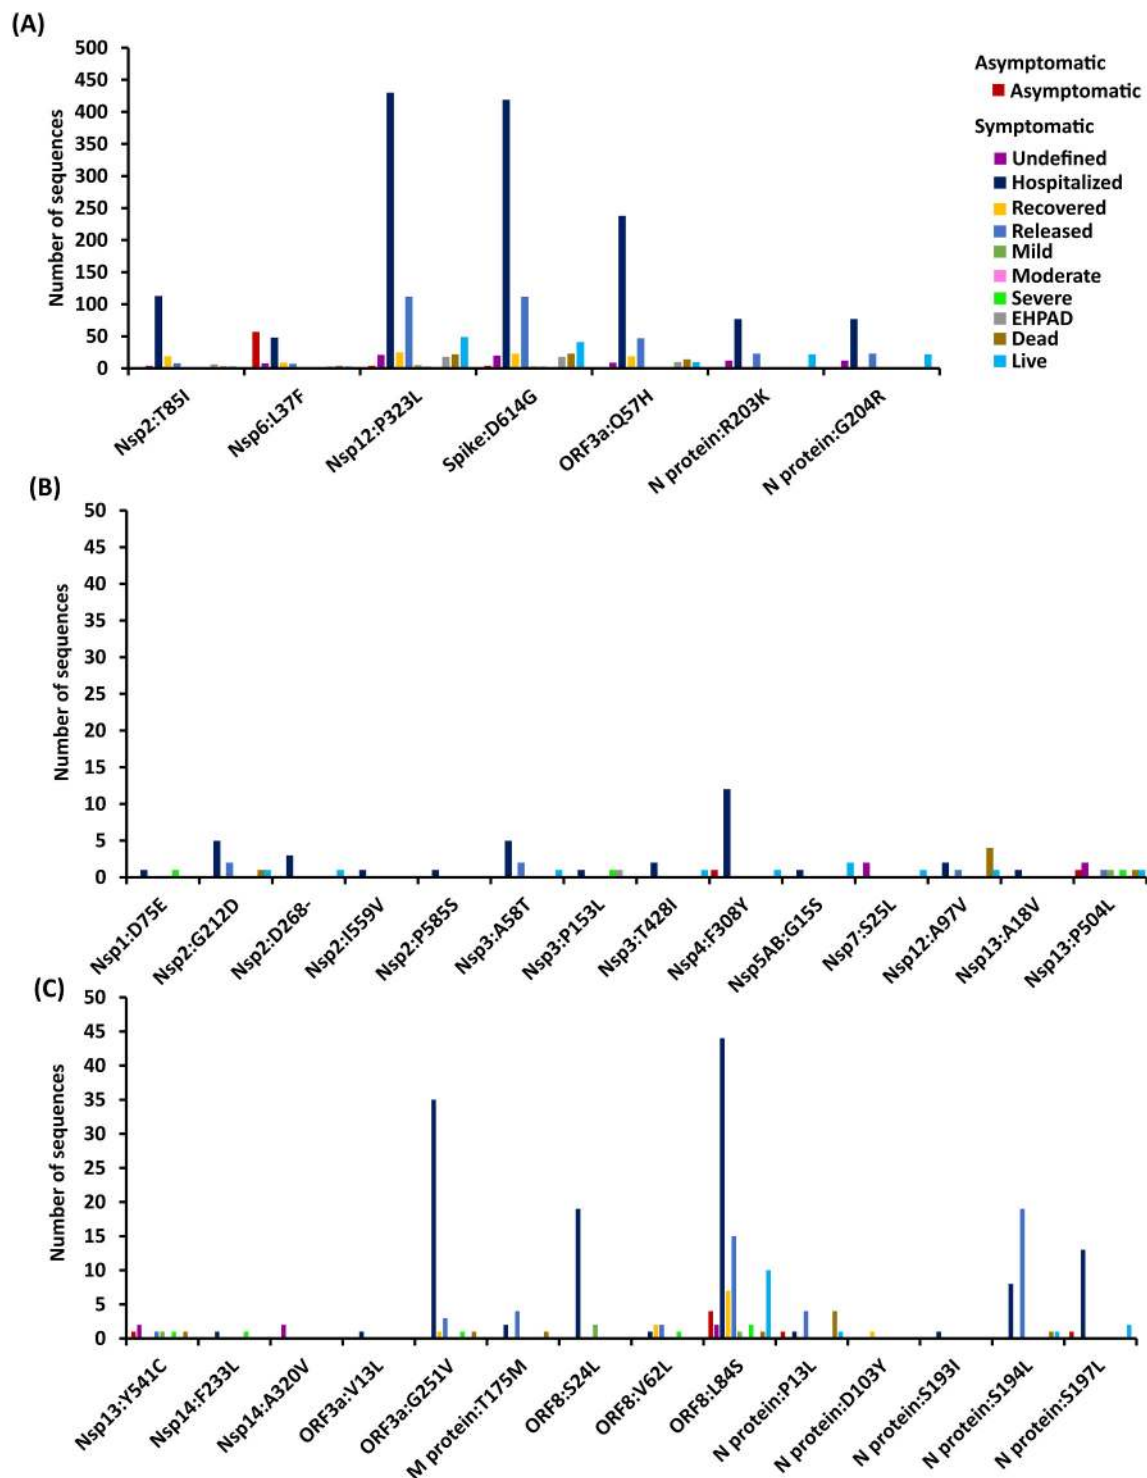 (A)
500
450
400
350
300
250
200
150
100
50
0
Number of sequences
Nsp2:T85I
Nsp6:L37F
Nsp12:P323L
Spike:D614G
ORF3a:Q57H
N protein:R203K
N protein:G204R
Asymptomatic
Asymptomatic
Symptomatic
Undefined
Hospitalized
Recovered
Released
Mild
Moderate
Severe
EHPAD
Dead
Live
(B)
50
45
40
35
30
25
20
15
10
5
0
Number of sequences
Nsp1:D75E
Nsp2:G212D
Nsp2:D268-
Nsp2:I559V
Nsp2:P585S
Nsp3:A58T
Nsp3:P153L
Nsp3:T428I
Nsp4:F308Y
Nsp5AB:G15S
Nsp7:S25L
Nsp12:A97V
Nsp13:A18V
Nsp13:P504L
(C)
50
45
40
35
30
25
20
15
10
5
0
Number of sequences
Nsp13:Y541C
Nsp14:F233L
Nsp14:A320V
ORF3a:V13L
ORF3a:G251V
M protein:T175M
ORF8:S24L
ORF8:V62L
ORF8:L84S
N protein:P13L
N protein:D103Y
N protein:S193I
N protein:S194L
N protein:S197L